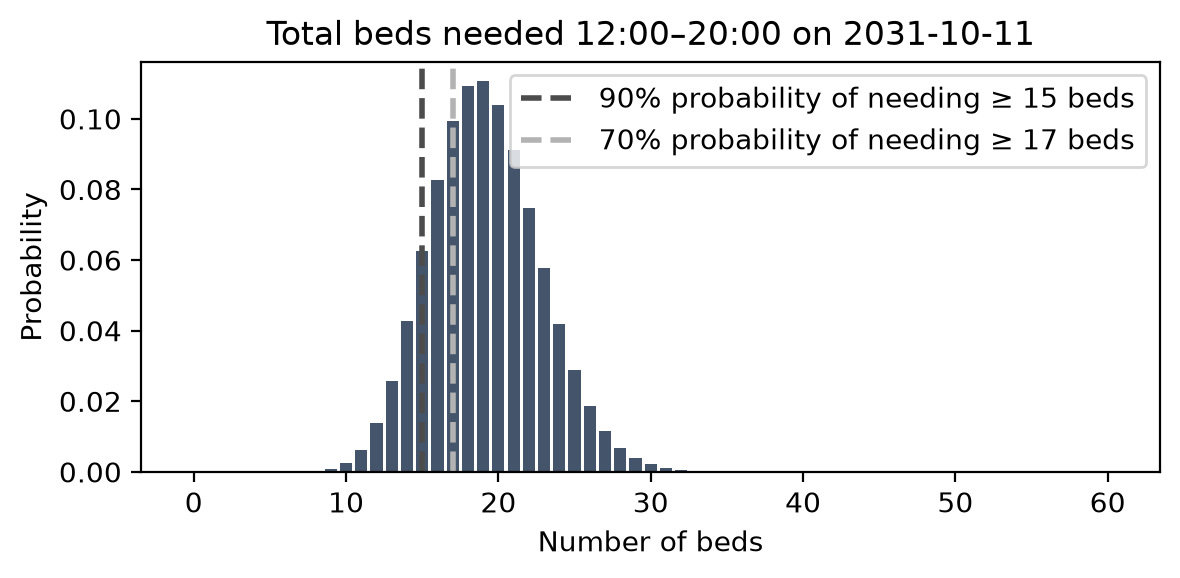 Total beds needed 12:00–20:00 on 2031-10-11
90% probability of needing ≥ 15 beds
70% probability of needing ≥ 17 beds
Probability
0.10
0.08
0.06
0.04
0.02
0.00
0 10 20 30 40 50 60
Number of beds